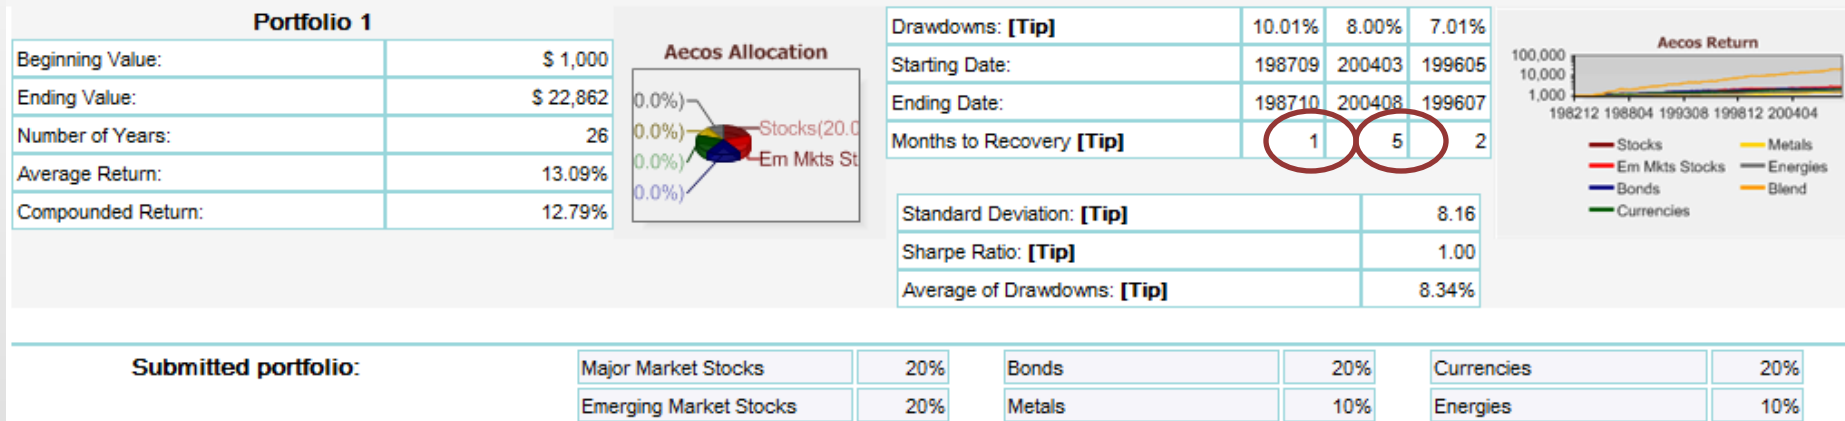 Portfolio 1
Beginning Value: $ 1,000
Ending Value: $ 22,862
Number of Years: 26
Average Return: 13.09%
Compounded Return: 12.79%
Aecos Allocation
0.0%)
0.0%)
0.0%)
0.0%)
Stocks(20.0
Em Mkts St
Drawdowns: [Tip] 10.01% 8.00% 7.01%
Starting Date: 198709 200403 199605
Ending Date: 198710 200408 199607
Months to Recovery [Tip] 1 5 2
Standard Deviation: [Tip] 8.16
Sharpe Ratio: [Tip] 1.00
Average of Drawdowns: [Tip] 8.34%
Aecos Return
100,000
10,000
1,000
198212 198804 199308 199812 200404
Stocks Metals
Em Mkts Stocks Energies
Bonds Blend
Currencies
Submitted portfolio:
Major Market Stocks 20% Bonds 20% Currencies 20%
Emerging Market Stocks 20% Metals 10% Energies 10%